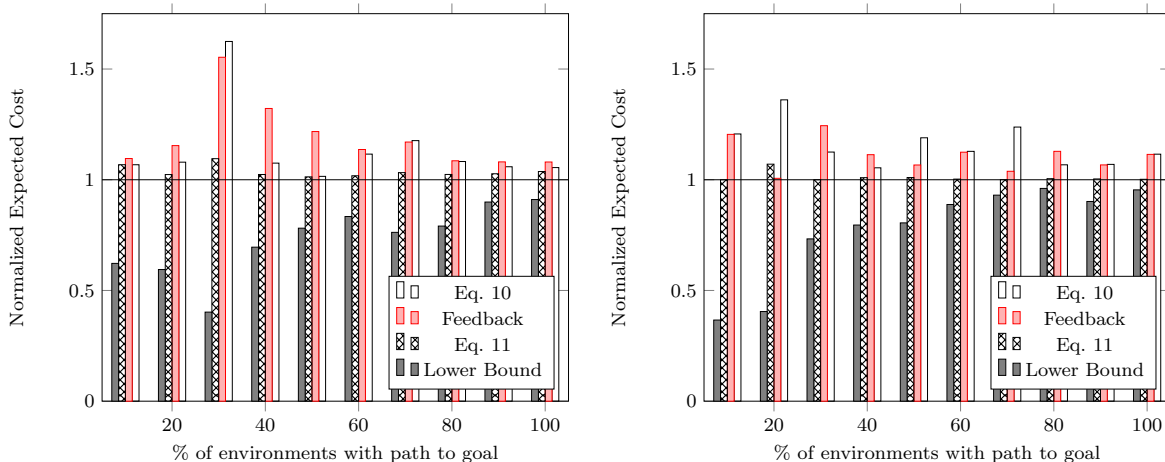 Normalized Expected Cost
1.5
1
0.5
0
20 40 60 80 100
% of environments with path to goal
Eq. 10
Feedback
Eq. 11
Lower Bound
Normalized Expected Cost
1.5
1
0.5
0
20 40 60 80 100
% of environments with path to goal
Eq. 10
Feedback
Eq. 11
Lower Bound